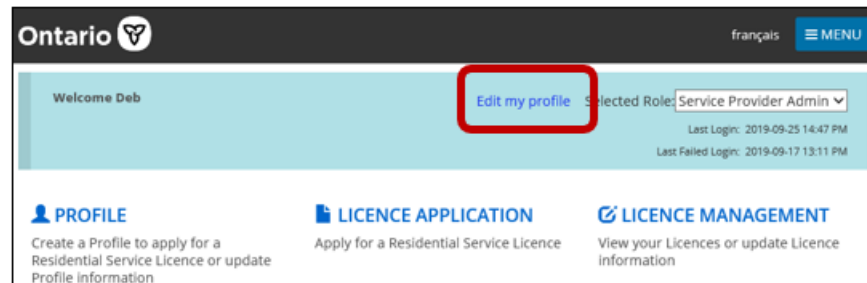 Ontario
français
MENU
Welcome Deb
Edit my profile
Selected Role: Service Provider Admin
Last Login: 2019-09-25 14:47 PM
Last Failed Login: 2019-09-17 13:11 PM
PROFILE
Create a Profile to apply for a
Residential Service Licence or update
Profile information
LICENCE APPLICATION
Apply for a Residential Service Licence
LICENCE MANAGEMENT
View your Licences or update Licence
information